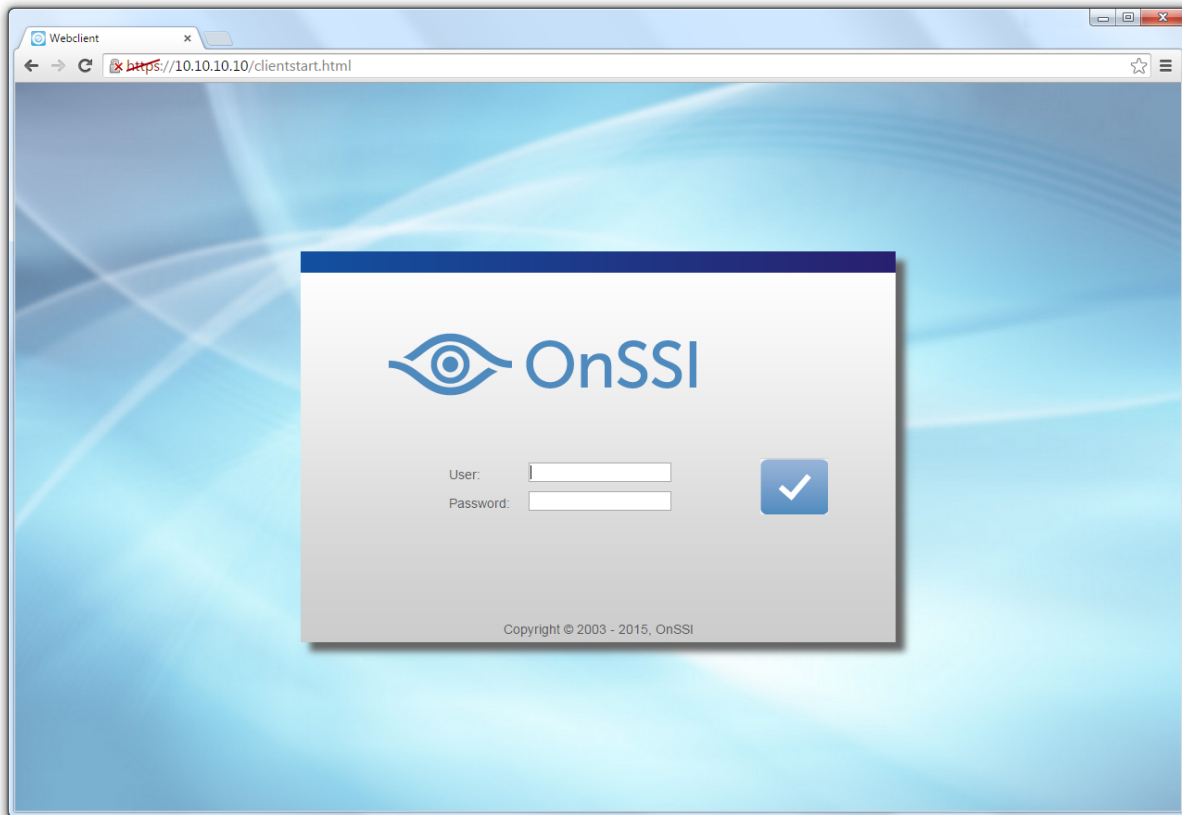 Webclient
https://10.10.10.10/clientstart.html
OnSSI
User:
Password:
Copyright © 2003 - 2015, OnSSI